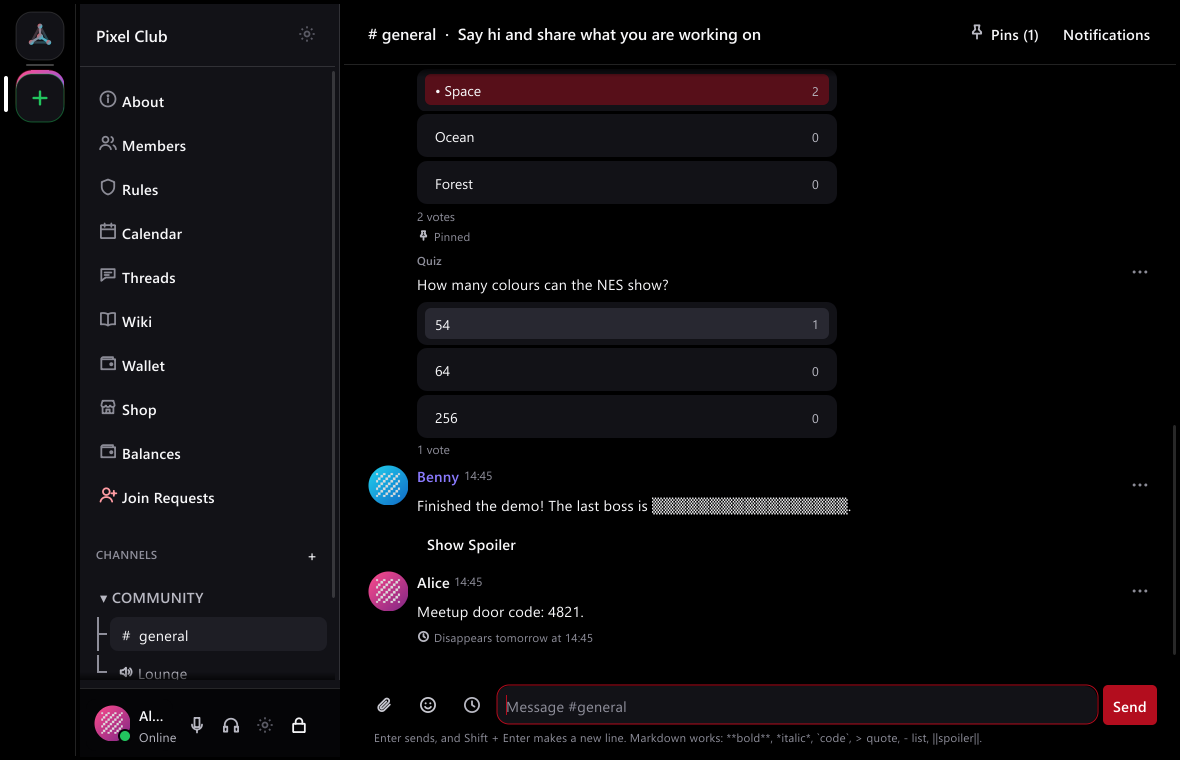 Pixel Club
About
Members
Rules
Calendar
Threads
Wiki
Wallet
Shop
Balances
Join Requests
CHANNELS +
▾ COMMUNITY
# general
Lounge
Al...
Online
# general · Say hi and share what you are working on
Pins (1)
Notifications
• Space 2
Ocean 0
Forest 0
2 votes
Pinned
Quiz
How many colours can the NES show?
54 1
64 0
256 0
1 vote
Benny 14:45
Finished the demo! The last boss is ▒▒▒▒▒▒▒▒▒▒▒▒▒▒▒▒▒▒▒▒▒▒.
Show Spoiler
Alice 14:45
Meetup door code: 4821.
Disappears tomorrow at 14:45
Message #general
Send
Enter sends, and Shift + Enter makes a new line. Markdown works: **bold**, *italic*, `code`, > quote, - list, ||spoiler||.